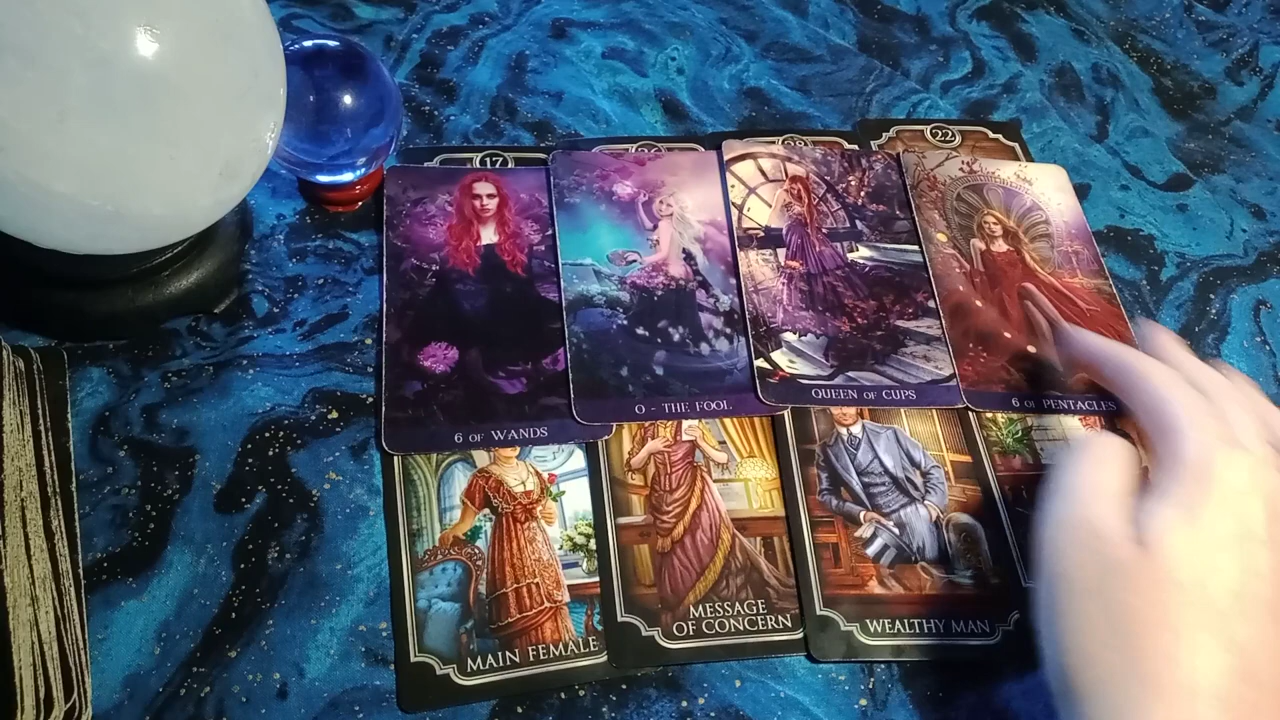 17
22
6 OF WANDS
0 - THE FOOL
QUEEN OF CUPS
6 OF PENTACLES
MAIN FEMALE
MESSAGE
OF CONCERN
WEALTHY MAN